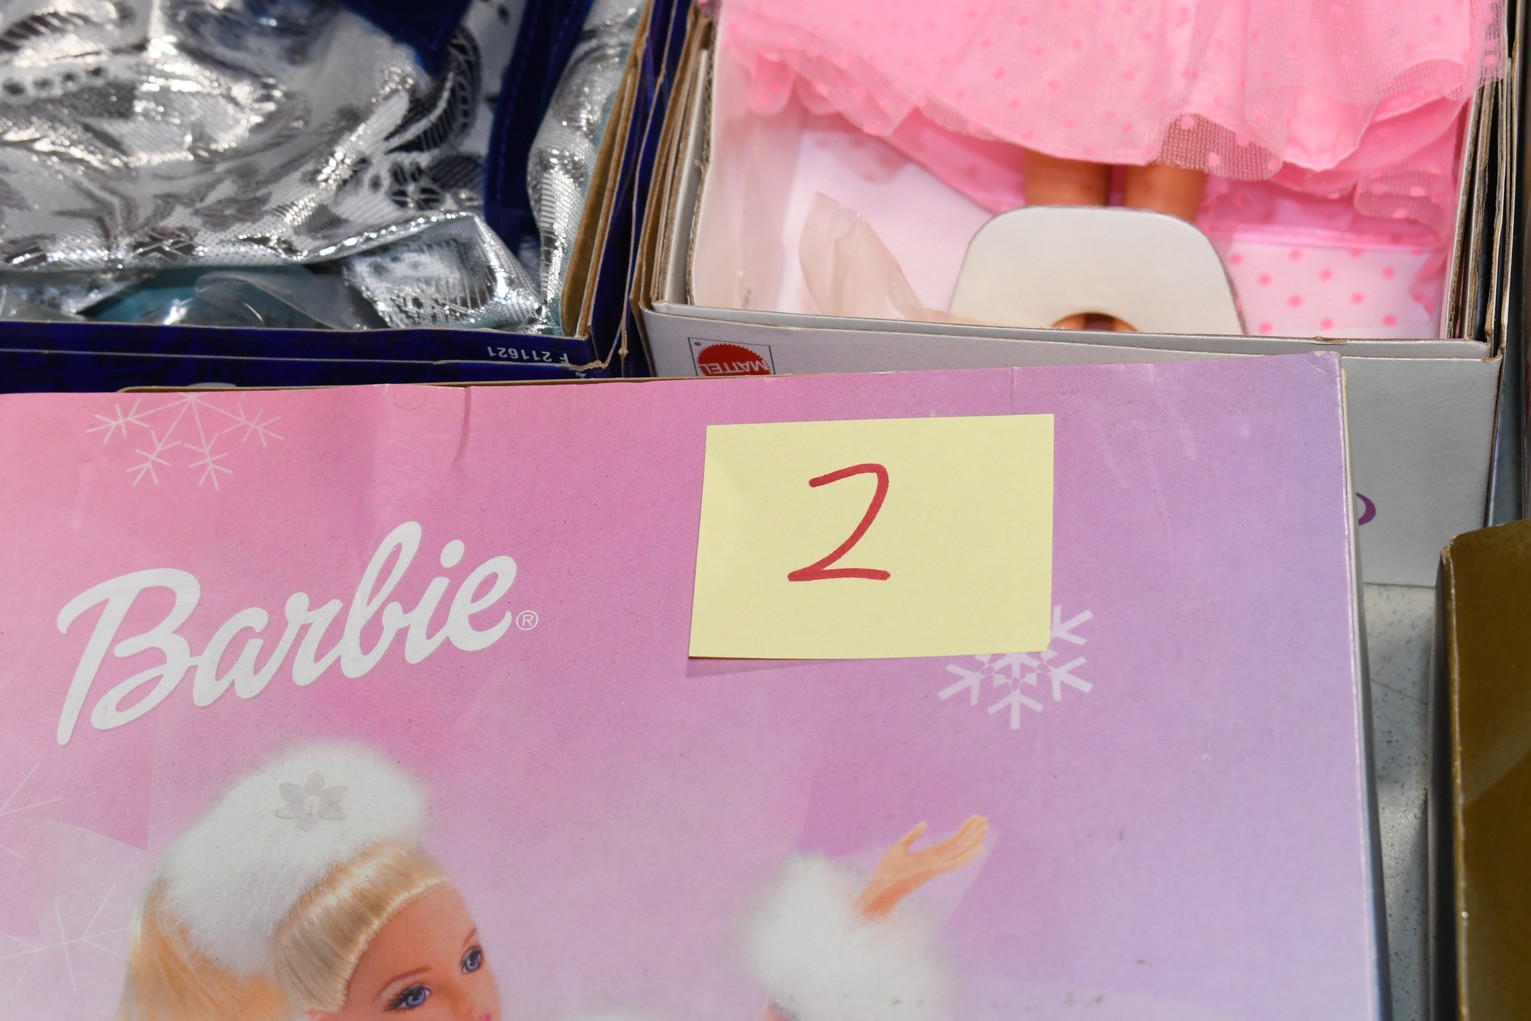 F 211621
MATTEL
2
Barbie®